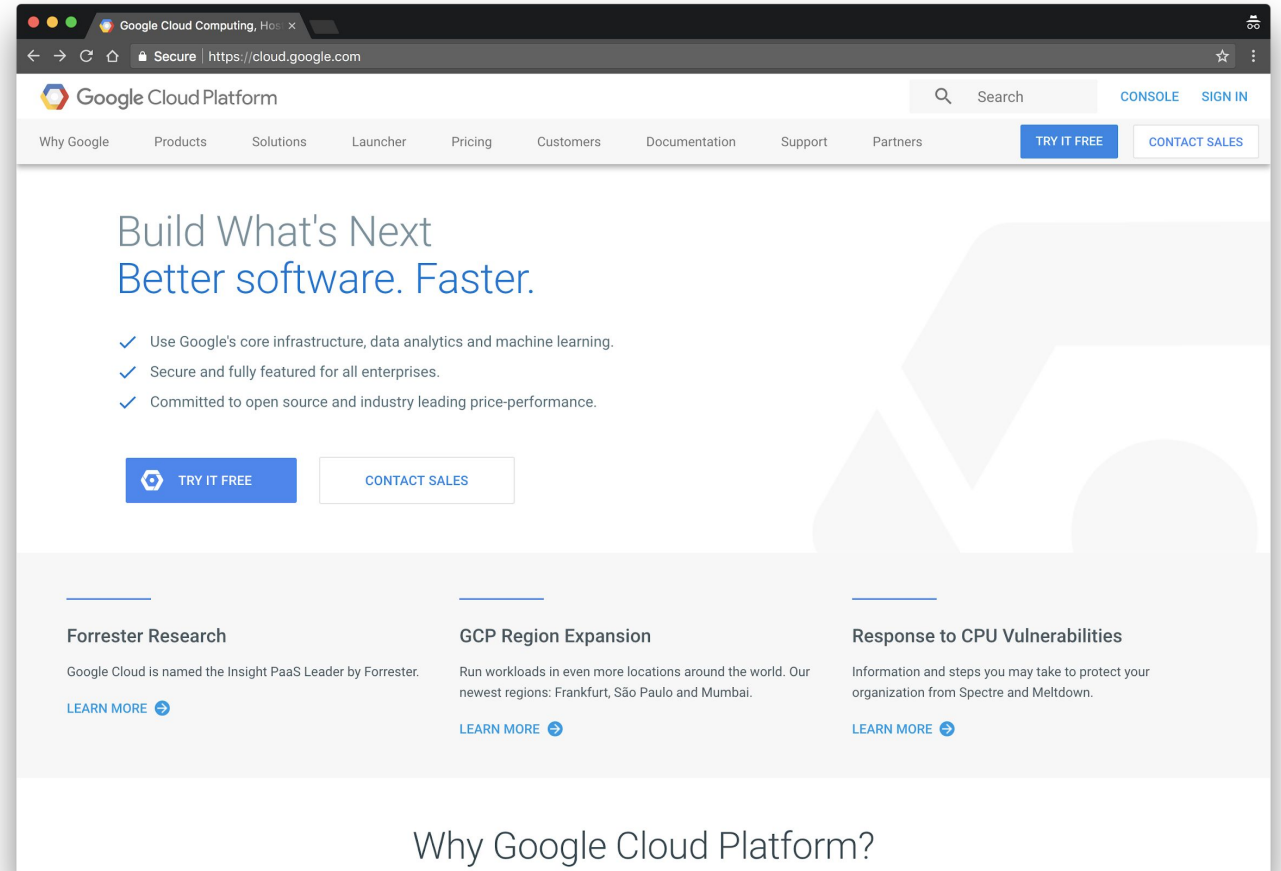 Google Cloud Computing, Hos
Secure | https://cloud.google.com
Google Cloud Platform
Search
CONSOLE
SIGN IN
Why Google
Products
Solutions
Launcher
Pricing
Customers
Documentation
Support
Partners
TRY IT FREE
CONTACT SALES
Build What's Next
Better software. Faster.
Use Google's core infrastructure, data analytics and machine learning.
Secure and fully featured for all enterprises.
Committed to open source and industry leading price-performance.
TRY IT FREE
CONTACT SALES
Forrester Research
Google Cloud is named the Insight PaaS Leader by Forrester.
LEARN MORE
GCP Region Expansion
Run workloads in even more locations around the world. Our
newest regions: Frankfurt, São Paulo and Mumbai.
LEARN MORE
Response to CPU Vulnerabilities
Information and steps you may take to protect your
organization from Spectre and Meltdown.
LEARN MORE
Why Google Cloud Platform?